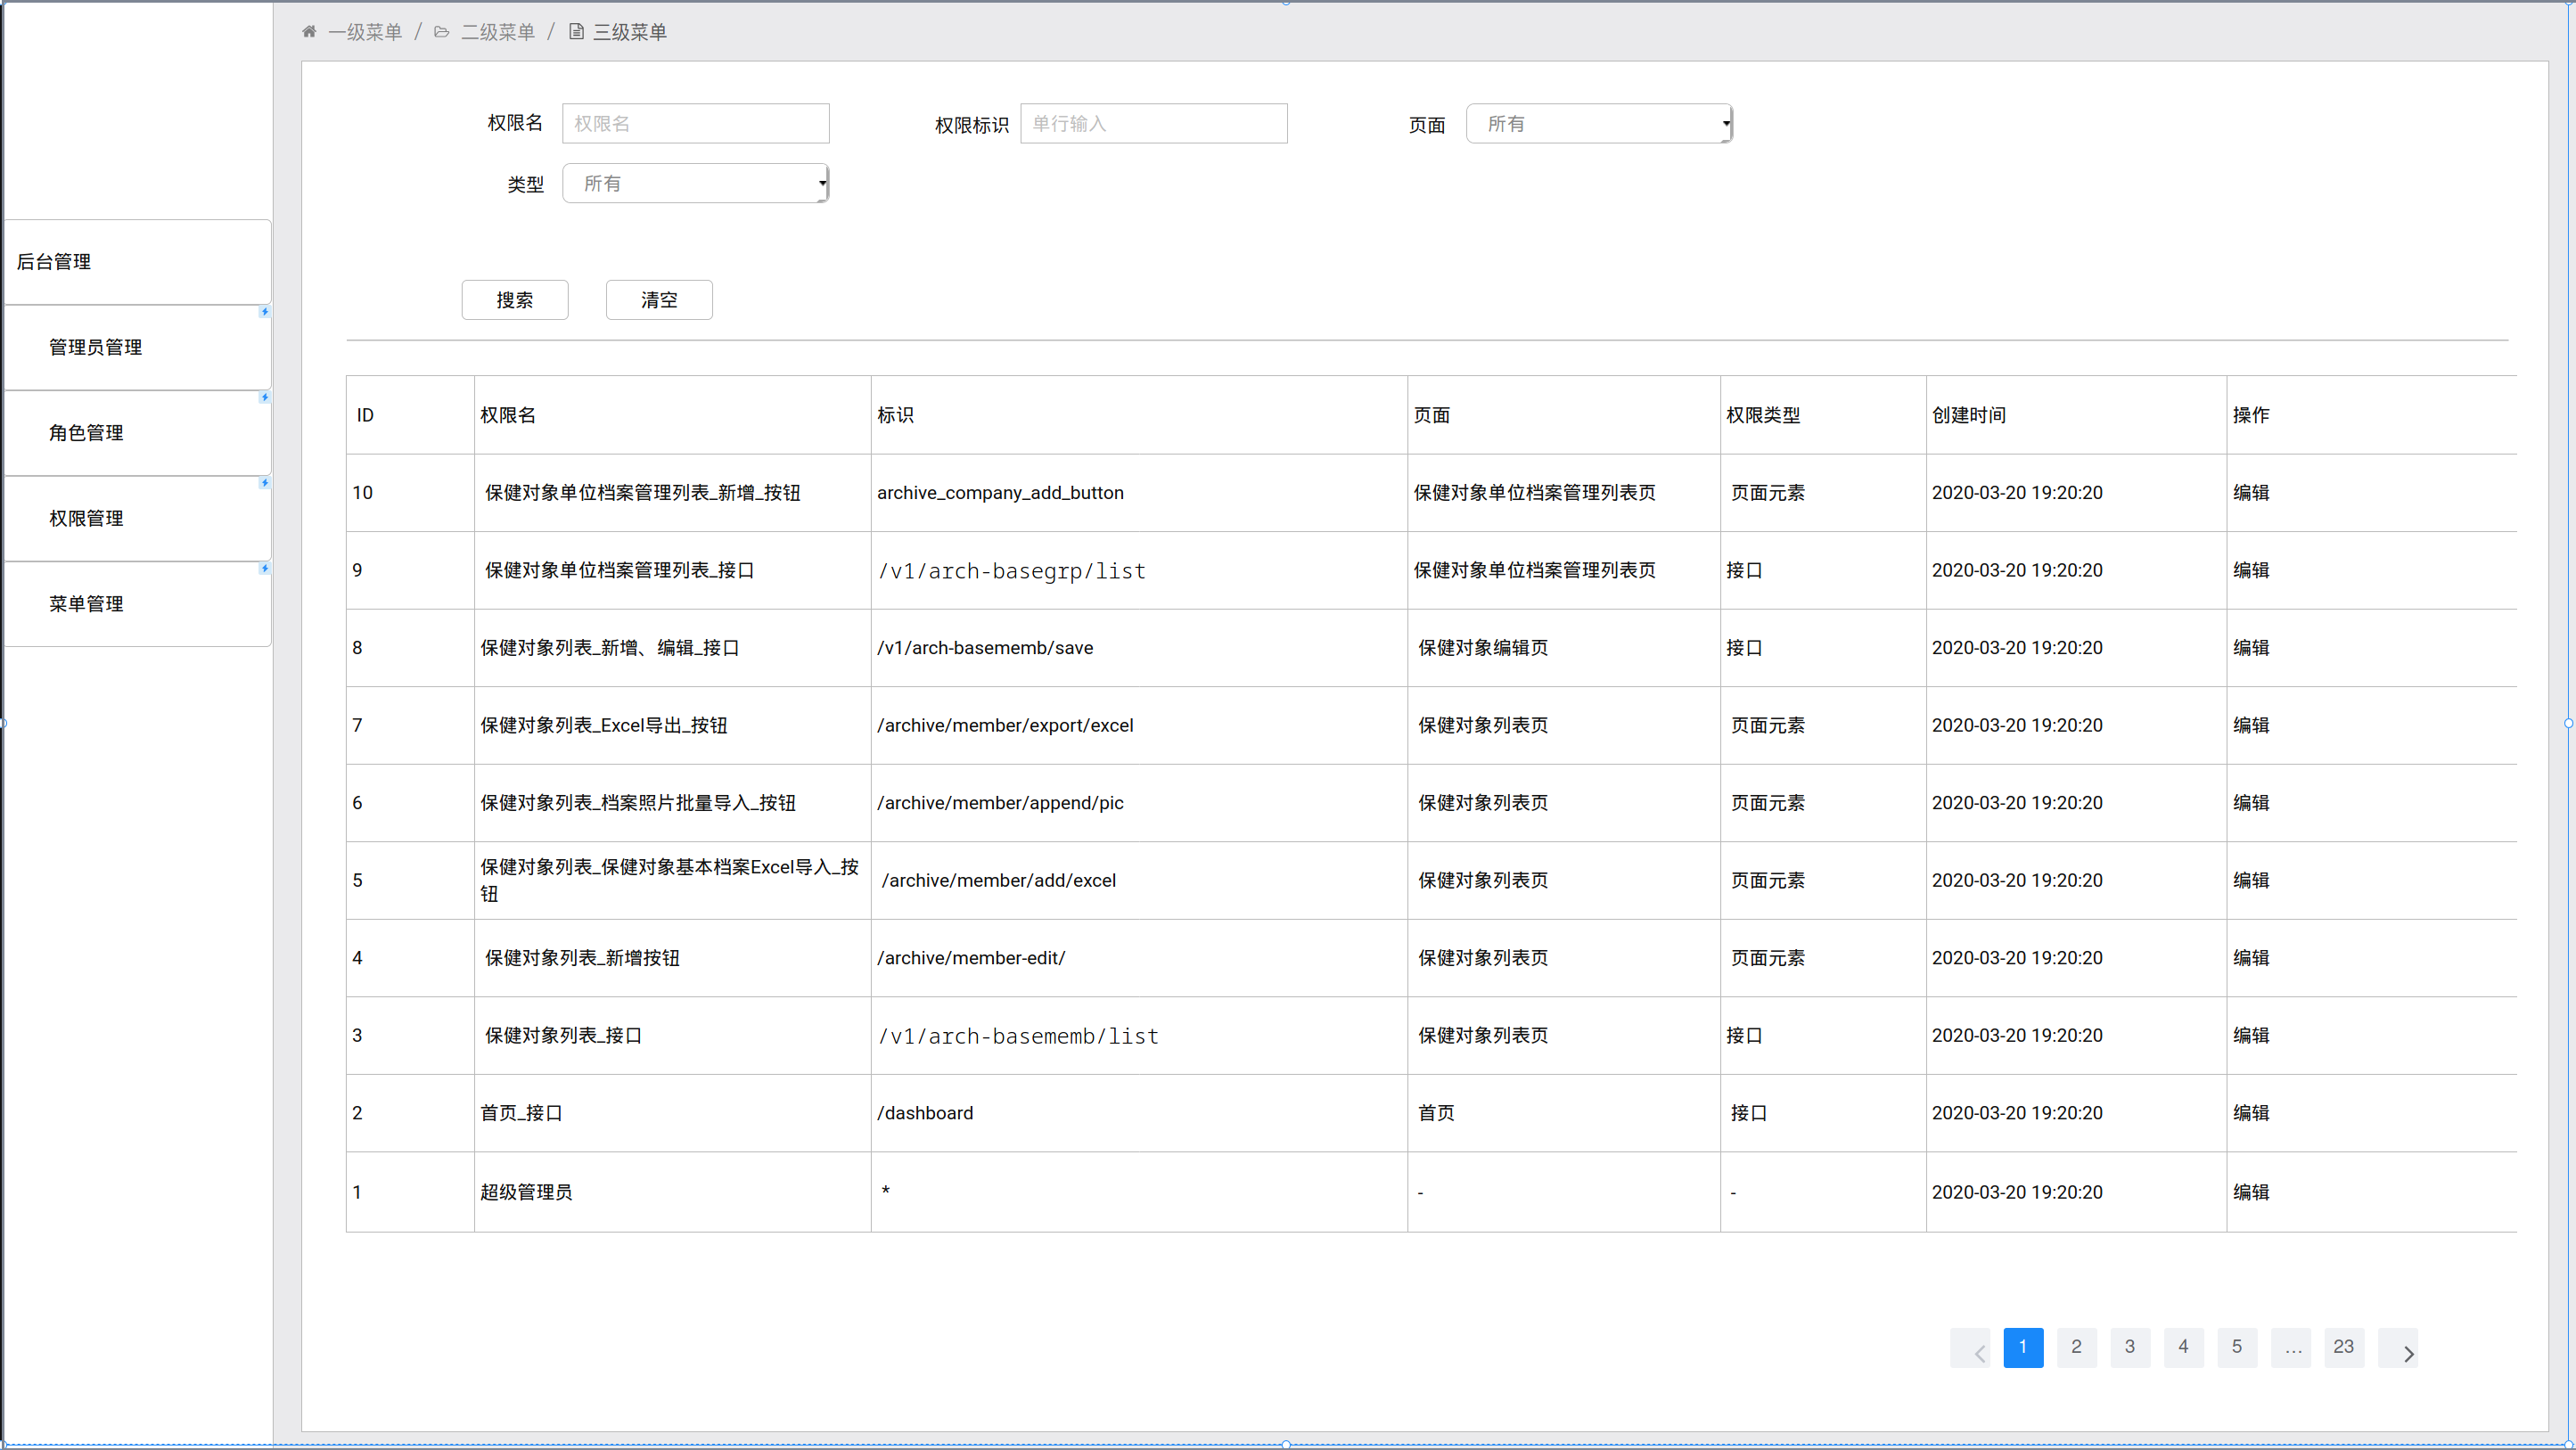 一级菜单 / 二级菜单 / 三级菜单
权限名 权限名 权限标识 单行输入 页面 所有
类型 所有
搜索 清空
后台管理
管理员管理
角色管理
权限管理
菜单管理
ID 权限名 标识 页面 权限类型 创建时间 操作
10 保健对象单位档案管理列表_新增_按钮 archive_company_add_button 保健对象单位档案管理列表页 页面元素 2020-03-20 19:20:20 编辑
9 保健对象单位档案管理列表_接口 /v1/arch-basegrp/list 保健对象单位档案管理列表页 接口 2020-03-20 19:20:20 编辑
8 保健对象列表_新增、编辑_接口 /v1/arch-basememb/save 保健对象编辑页 接口 2020-03-20 19:20:20 编辑
7 保健对象列表_Excel导出_按钮 /archive/member/export/excel 保健对象列表页 页面元素 2020-03-20 19:20:20 编辑
6 保健对象列表_档案照片批量导入_按钮 /archive/member/append/pic 保健对象列表页 页面元素 2020-03-20 19:20:20 编辑
5 保健对象列表_保健对象基本档案Excel导入_按
钮 /archive/member/add/excel 保健对象列表页 页面元素 2020-03-20 19:20:20 编辑
4 保健对象列表_新增按钮 /archive/member-edit/ 保健对象列表页 页面元素 2020-03-20 19:20:20 编辑
3 保健对象列表_接口 /v1/arch-basememb/list 保健对象列表页 接口 2020-03-20 19:20:20 编辑
2 首页_接口 /dashboard 首页 接口 2020-03-20 19:20:20 编辑
1 超级管理员 * - - 2020-03-20 19:20:20 编辑
1 2 3 4 5 … 23